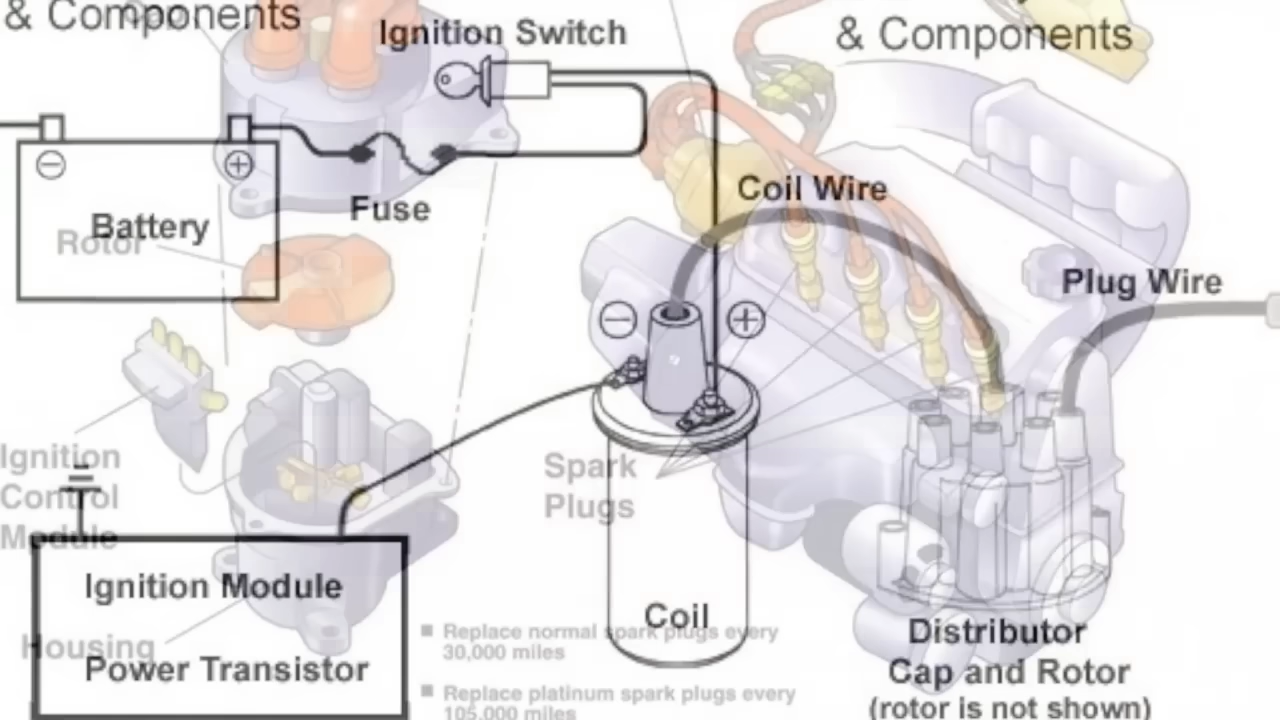 & Components
Ignition Switch
& Components
Coil Wire
Fuse
Battery
Rotor
Plug Wire
Ignition
Control
Module
Spark
Plugs
Ignition Module
Housing
Power Transistor
Coil
Replace normal spark plugs every
30,000 miles
Replace platinum spark plugs every
105,000 miles
Distributor
Cap and Rotor
(rotor is not shown)